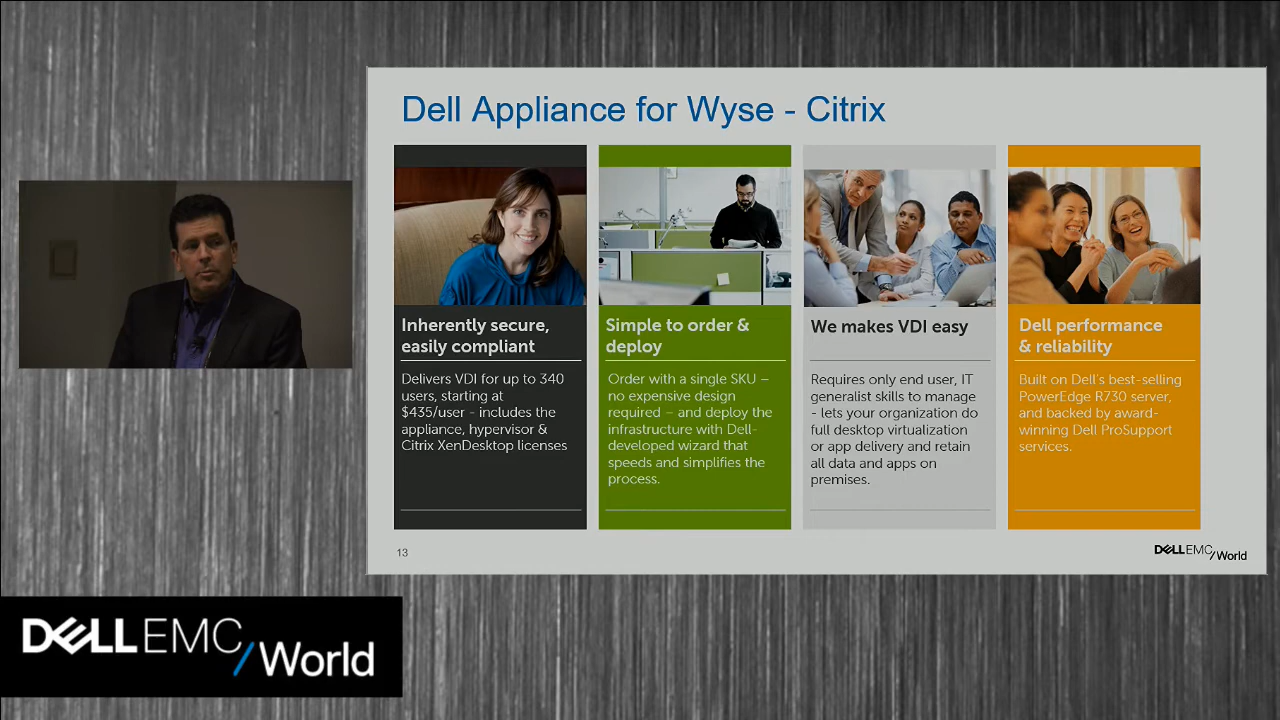 Dell Appliance for Wyse - Citrix
Inherently secure,
easily compliant
Delivers VDI for up to 340
users, starting at
$435/user - includes the
appliance, hypervisor &
Citrix XenDesktop licenses
Simple to order &
deploy
Order with a single SKU –
no expensive design
required – and deploy the
infrastructure with Dell-
developed wizard that
speeds and simplifies the
process.
We makes VDI easy
Requires only end user, IT
generalist skills to manage
- lets your organization do
full desktop virtualization
or app delivery and retain
all data and apps on
premises.
Dell performance
& reliability
Built on Dell's best-selling
PowerEdge R730 server,
and backed by award-
winning Dell ProSupport
services.
13
DELLEMC/World
DELLEMC/World